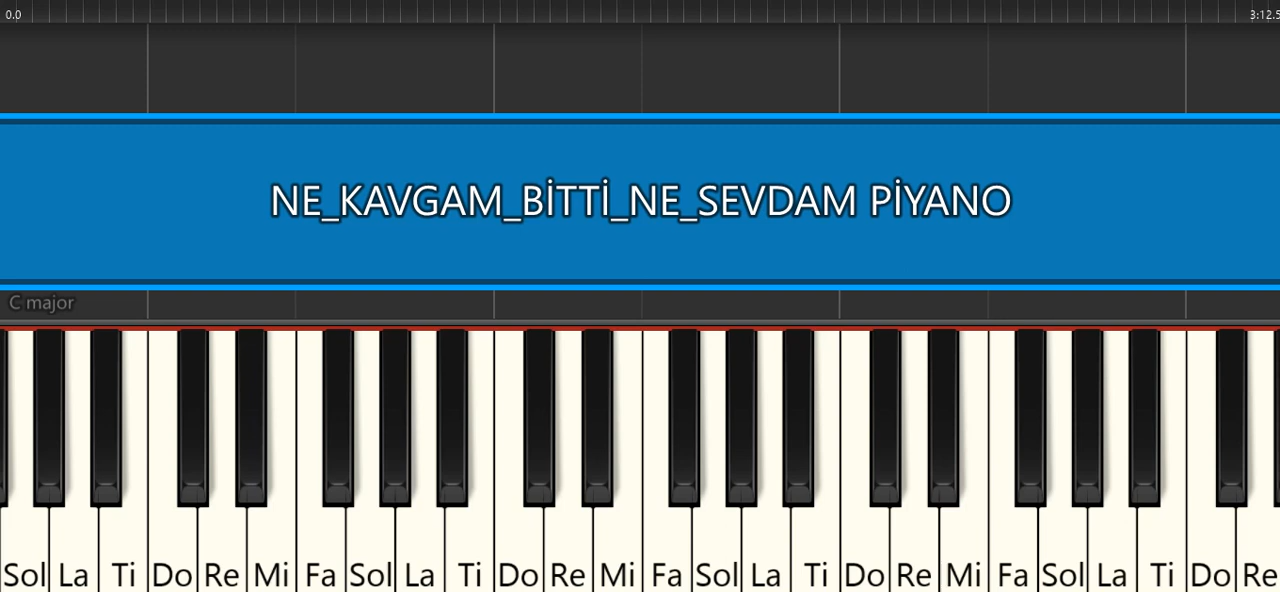 0.0 3:12.5
NE_KAVGAM_BİTTİ_NE_SEVDAM PİYANO
C major
Sol La Ti Do Re Mi Fa Sol La Ti Do Re Mi Fa Sol La Ti Do Re Mi Fa Sol La Ti Do Re